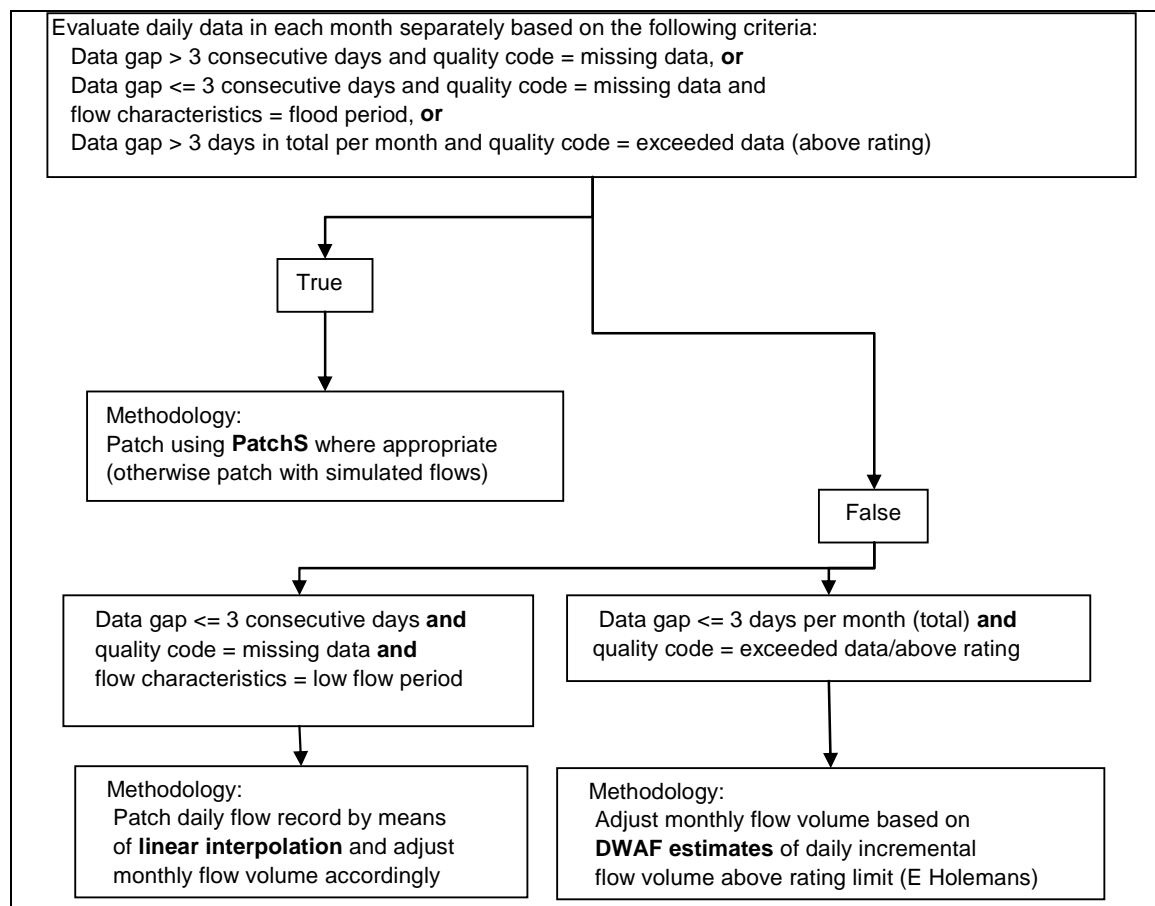 Evaluate daily data in each month separately based on the following criteria:
Data gap > 3 consecutive days and quality code = missing data, or
Data gap <= 3 consecutive days and quality code = missing data and
flow characteristics = flood period, or
Data gap > 3 days in total per month and quality code = exceeded data (above rating)
True
Methodology:
Patch using PatchS where appropriate
(otherwise patch with simulated flows)
False
Data gap <= 3 consecutive days and
quality code = missing data and
flow characteristics = low flow period
Data gap <= 3 days per month (total) and
quality code = exceeded data/above rating
Methodology:
Patch daily flow record by means
of linear interpolation and adjust
monthly flow volume accordingly
Methodology:
Adjust monthly flow volume based on
DWAF estimates of daily incremental
flow volume above rating limit (E Holemans)